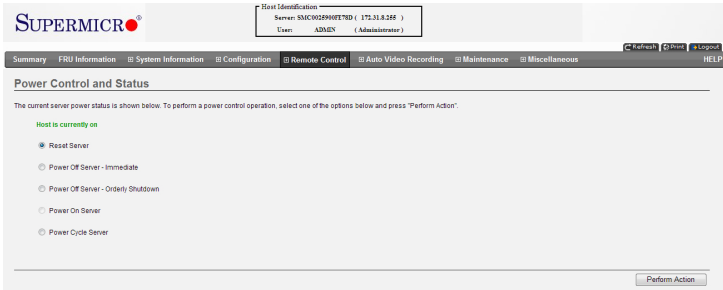 SUPERMICR®
Host Identification
Server: SMC0025900FE78D ( 172.31.8.255 )
User: ADMIN ( Administrator )
Refresh Print Logout
Summary FRU Information System Information Configuration Remote Control Auto Video Recording Maintenance Miscellaneous HELP
Power Control and Status
The current server power status is shown below. To perform a power control operation, select one of the options below and press "Perform Action".
Host is currently on
Reset Server
Power Off Server - Immediate
Power Off Server - Orderly Shutdown
Power On Server
Power Cycle Server
Perform Action